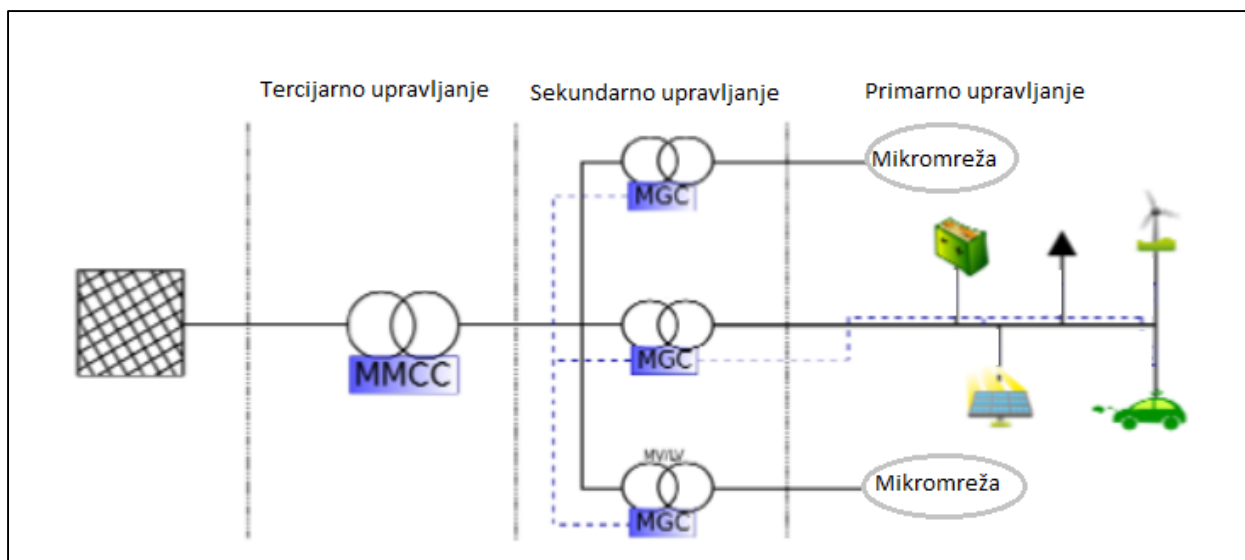 Tercijarno upravljanje
Sekundarno upravljanje
Primarno upravljanje
MGC
Mikromreža
MMCC
MGC
MV/LV
MGC
Mikromreža